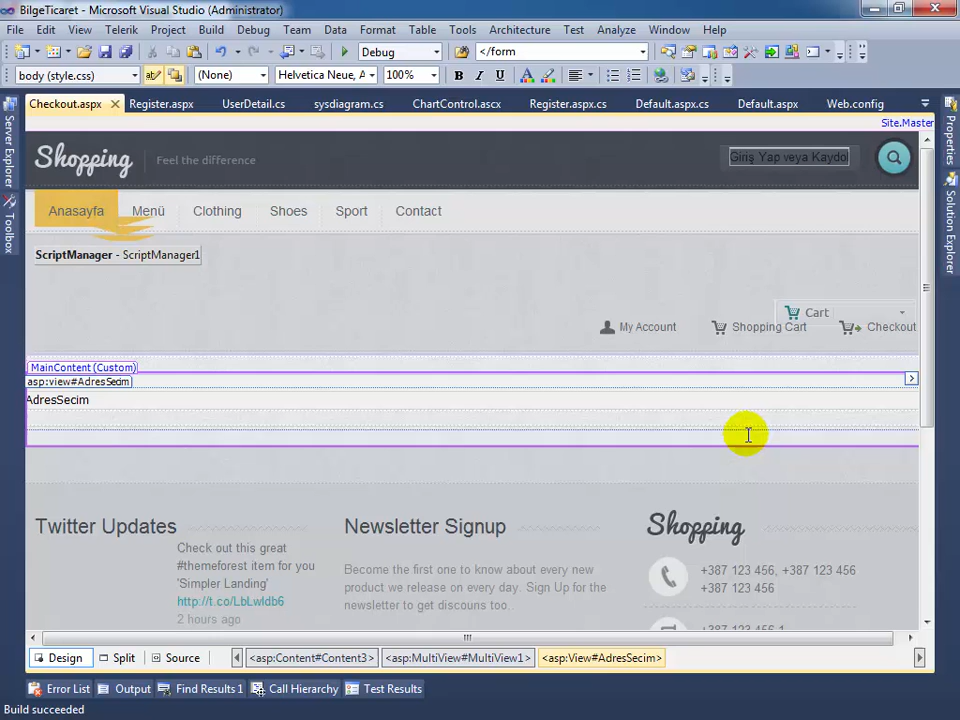 BilgeTicaret - Microsoft Visual Studio (Administrator)
File Edit View Telerik Project Build Debug Team Data Format Table Tools Architecture Test Analyze Window Help
Debug </form
body (style.css) (None) Helvetica Neue, A 100% B I U A
Checkout.aspx Register.aspx UserDetail.cs sysdiagram.cs ChartControl.ascx Register.aspx.cs Default.aspx.cs Default.aspx Web.config
Site.Master
Server Explorer
Toolbox
Properties
Solution Explorer
Shopping Feel the difference Giriş Yap veya Kaydol
Anasayfa Menü Clothing Shoes Sport Contact
ScriptManager - ScriptManager1
Cart
My Account Shopping Cart Checkout
MainContent (Custom)
asp:view#AdresSecim
AdresSecim
Twitter Updates Newsletter Signup Shopping
Check out this great
#themeforest item for you
'Simpler Landing'
http://t.co/LbLwIdb6
2 hours ago
Become the first one to know about every new
product we release on every day. Sign Up for the
newsletter to get discouns too.
+387 123 456, +387 123 456
+387 123 456
+387 123 456 1
Design Split Source <asp:Content#Content3> <asp:MultiView#MultiView1> <asp:View#AdresSecim>
Error List Output Find Results 1 Call Hierarchy Test Results
Build succeeded